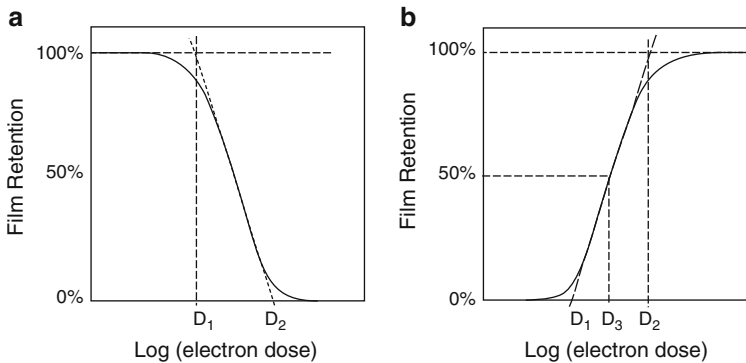 a
100%
50%
0%
Film Retention
D1 D2
Log (electron dose)
b
100%
50%
0%
Film Retention
D1 D3 D2
Log (electron dose)